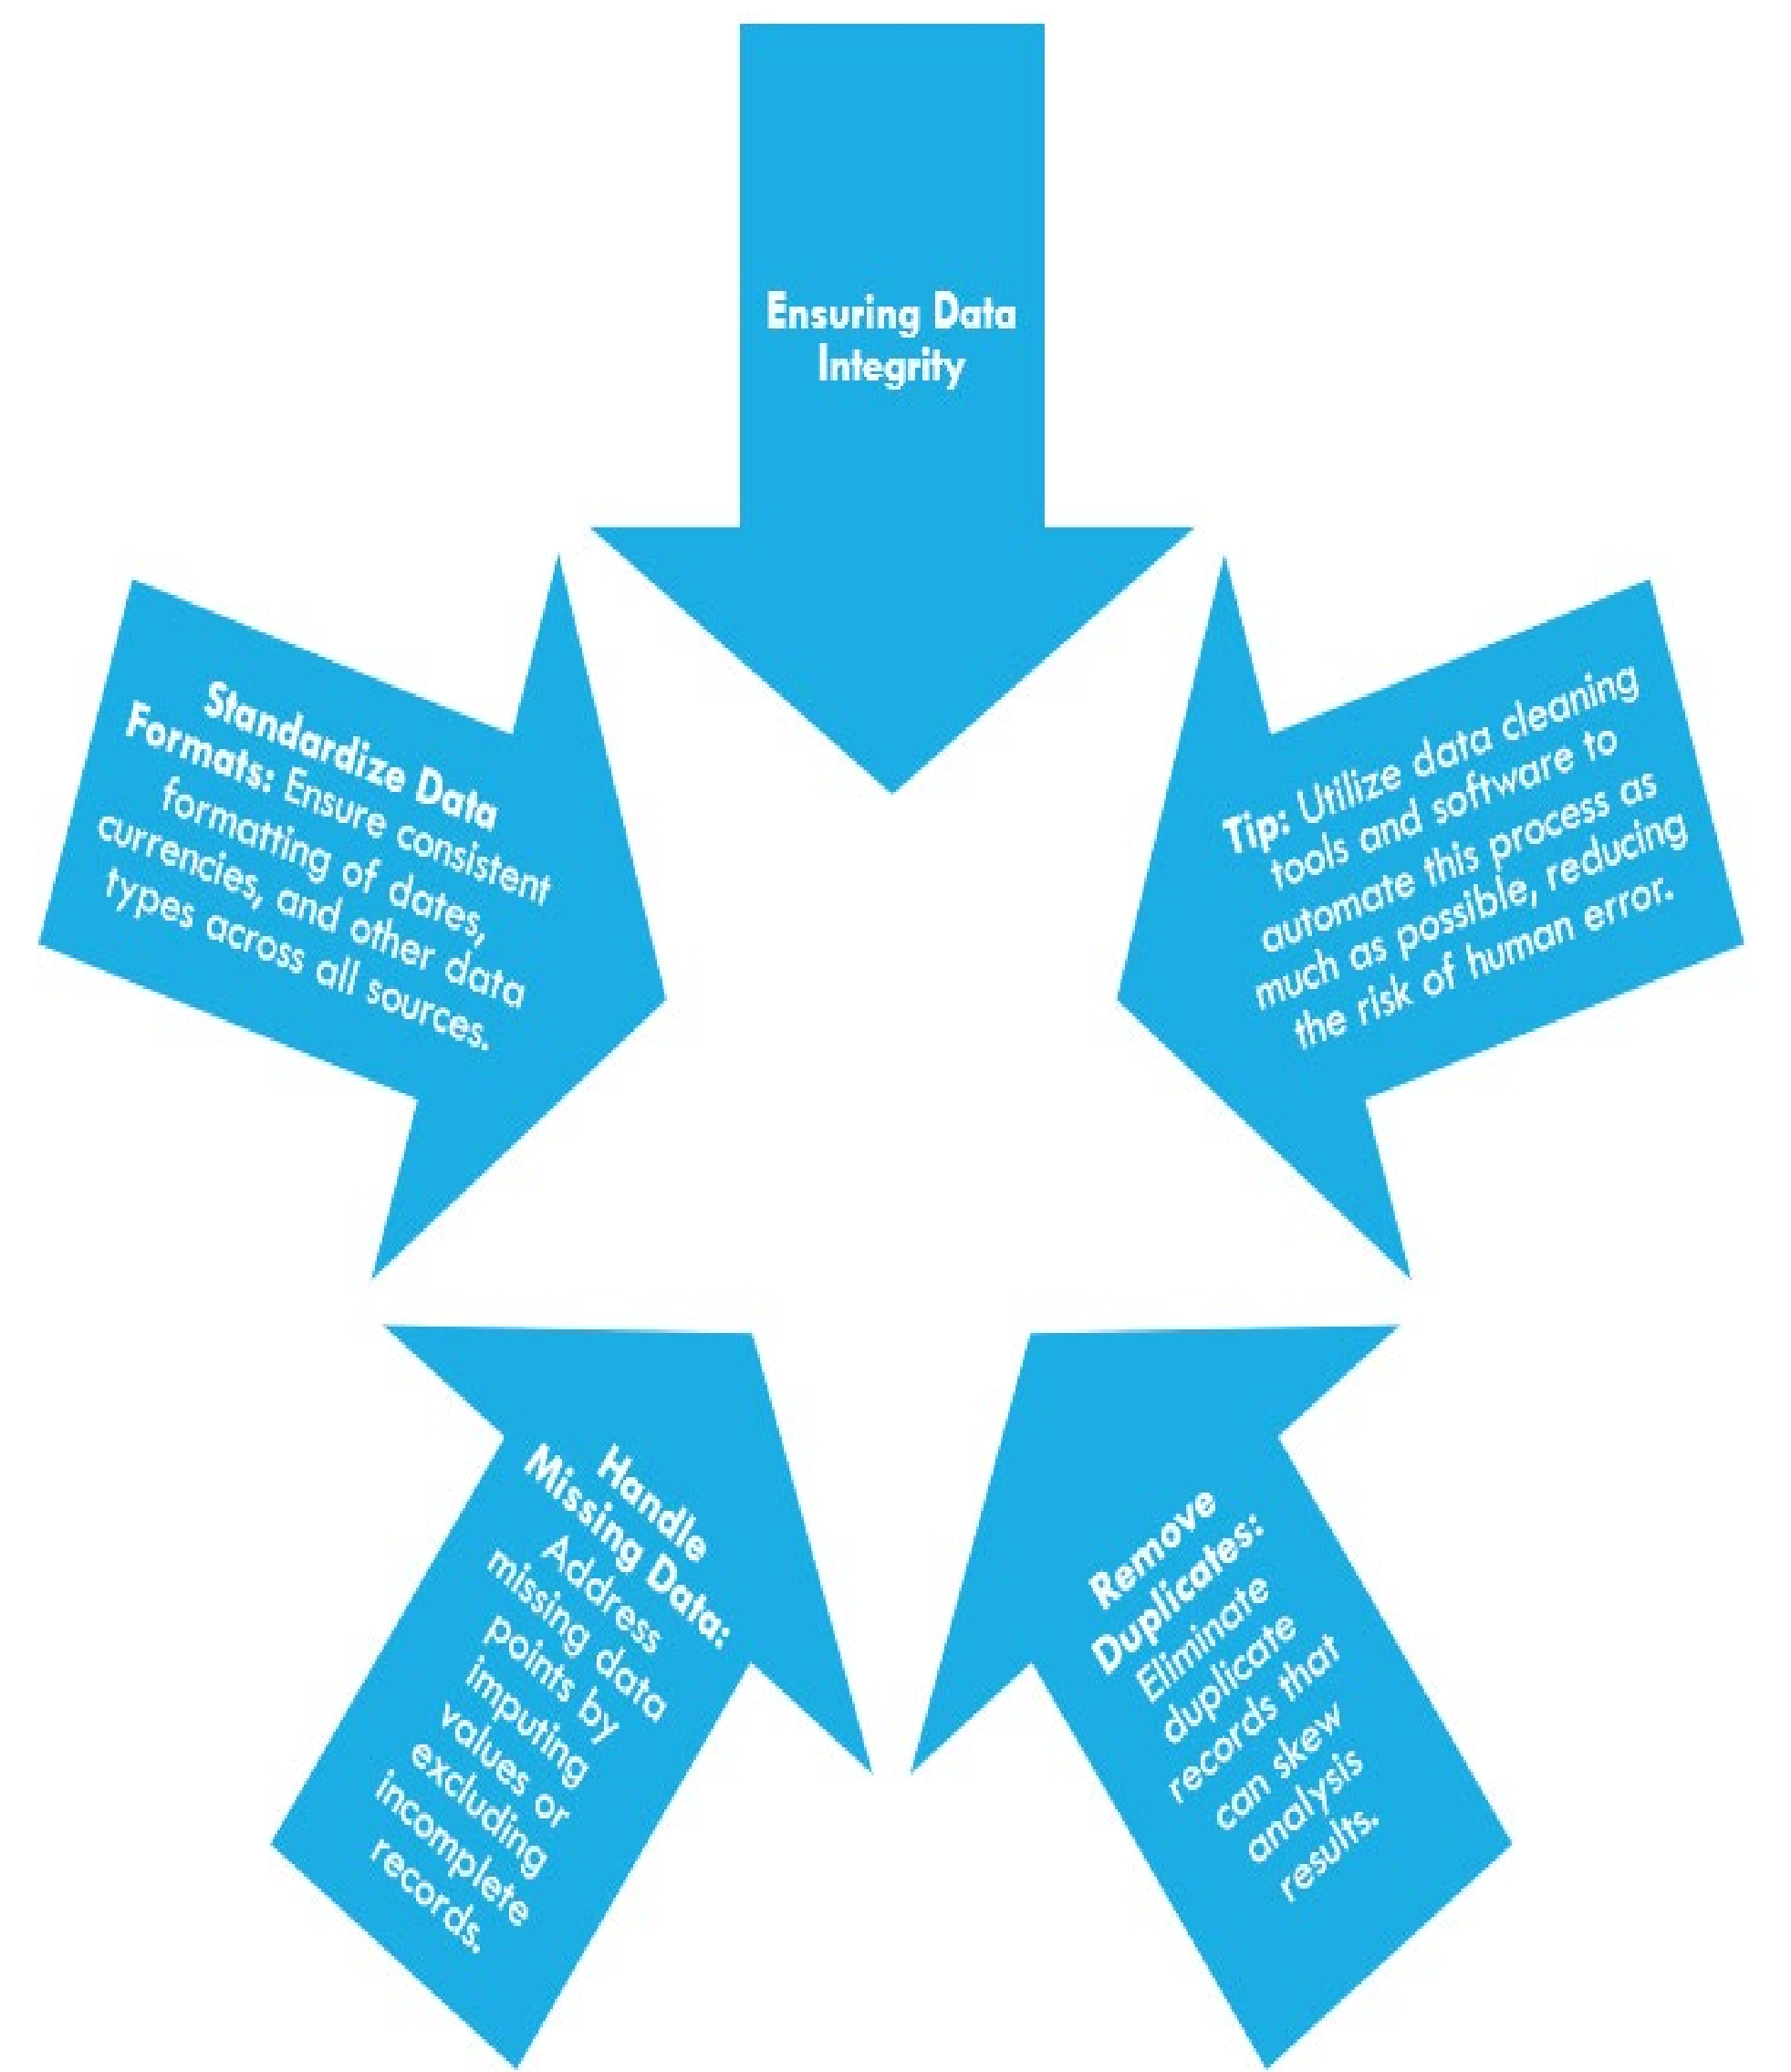 Ensuring Data
Integrity
Standardize Data
Formats: Ensure consistent
formatting of dates,
currencies, and other data
types across all sources.
Tip: Utilize data cleaning
tools and software to
automate this process as
much as possible, reducing
the risk of human error.
Handle
Missing Data:
Address
missing data
points by
imputing
values or
excluding
incomplete
records.
Remove
Duplicates:
Eliminate
duplicate
records that
can skew
analysis
results.